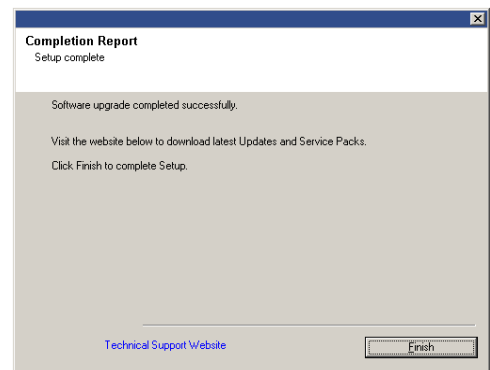 Completion Report
Setup complete
Software upgrade completed successfully.
Visit the website below to download latest Updates and Service Packs.
Click Finish to complete Setup.
Technical Support Website
Finish